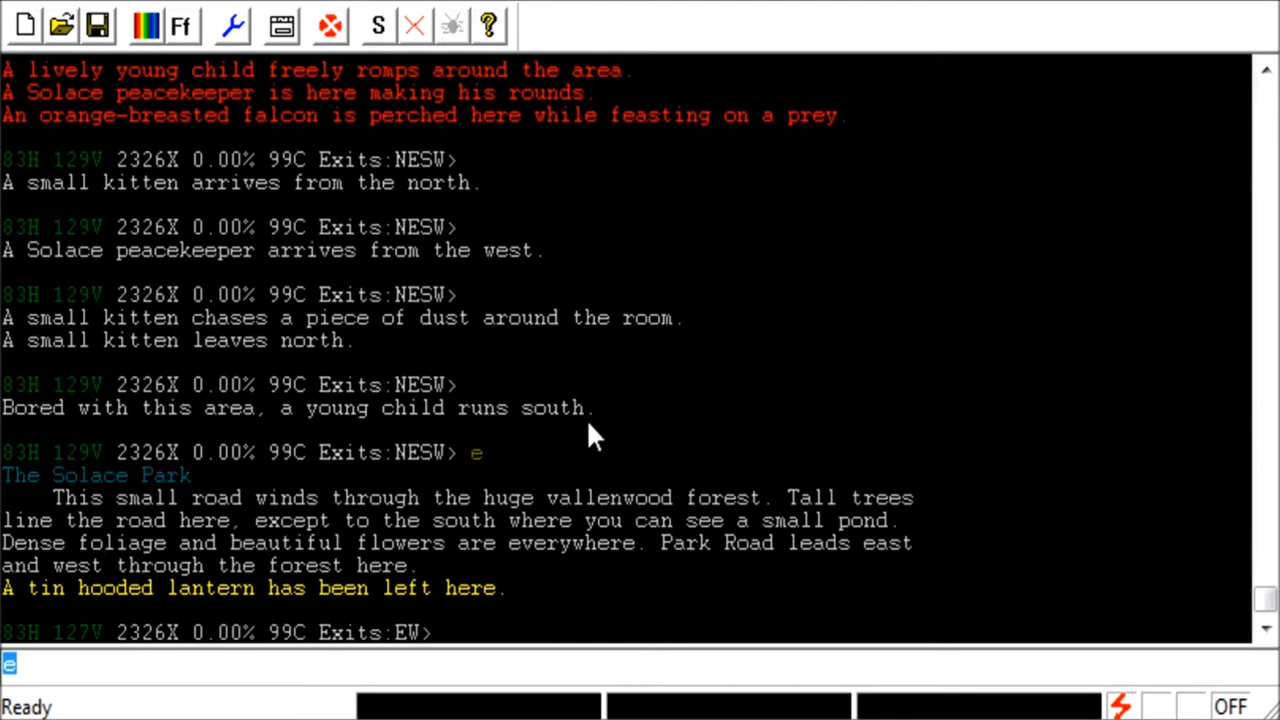 Ff S ?
A lively young child freely romps around the area.
A Solace peacekeeper is here making his rounds.
An orange-breasted falcon is perched here while feasting on a prey.
83H 129V 2326X 0.00% 99C Exits:NESW>
A small kitten arrives from the north.
83H 129V 2326X 0.00% 99C Exits:NESW>
A Solace peacekeeper arrives from the west.
83H 129V 2326X 0.00% 99C Exits:NESW>
A small kitten chases a piece of dust around the room.
A small kitten leaves north.
83H 129V 2326X 0.00% 99C Exits:NESW>
Bored with this area, a young child runs south.
83H 129V 2326X 0.00% 99C Exits:NESW> e
The Solace Park
This small road winds through the huge vallenwood forest. Tall trees
line the road here, except to the south where you can see a small pond.
Dense foliage and beautiful flowers are everywhere. Park Road leads east
and west through the forest here.
A tin hooded lantern has been left here.
83H 127V 2326X 0.00% 99C Exits:EW>
e
Ready OFF